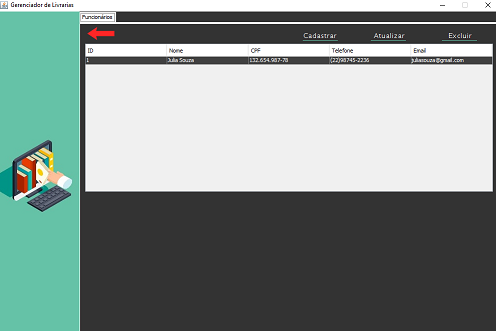 Gerenciador de Livrarias
Funcionários
Cadastrar Atualizar Excluir
ID Nome CPF Telefone Email
1 Julia Souza 132.654.987-78 (22)98745-2236 juliasouza@gmail.com